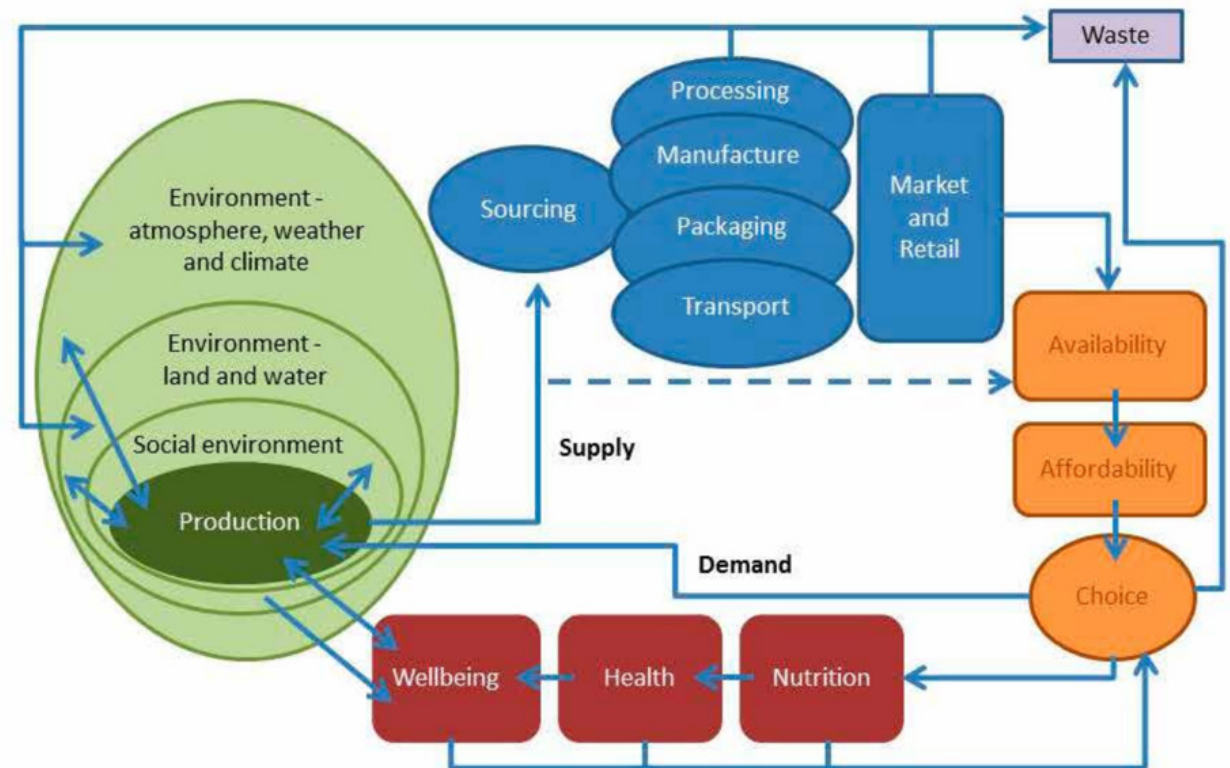 Waste
Processing
Manufacture
Packaging
Transport
Sourcing
Market
and
Retail
Environment -
atmosphere, weather
and climate
Environment -
land and water
Social environment
Production
Supply
Demand
Availability
Affordability
Choice
Wellbeing
Health
Nutrition